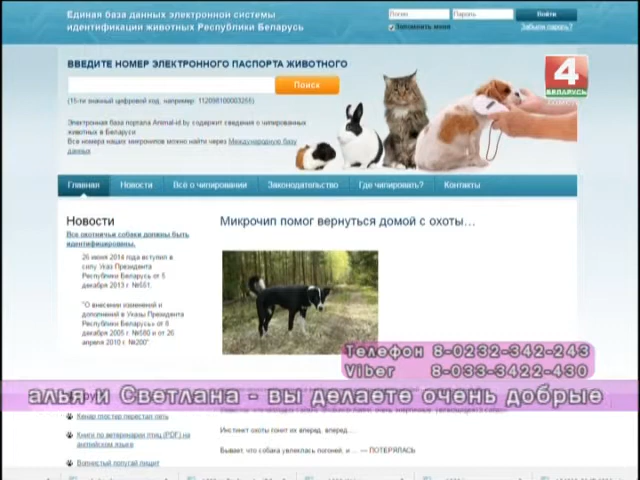 Единая база данных электронной системы
идентификации животных Республики Беларусь
Логин
Пароль
Войти
Запомнить меня
Забыли пароль?
ВВЕДИТЕ НОМЕР ЭЛЕКТРОННОГО ПАСПОРТА ЖИВОТНОГО
Поиск
(15-ти знаковый цифровой код, например: 112098100003255)
Электронная база портала Animal-id.by содержит сведения о чипированных
животных в Беларуси
Все номера наших микрочипов можно найти через Международную базу
данных
4
БЕЛАРУСЬ
Главная
Новости
Всё о чипировании
Законодательство
Где чипировать?
Контакты
Новости
Все охотничьи собаки должны быть
идентифицированы.
26 июня 2014 года вступил в
силу Указ Президента
Республики Беларусь от 5
декабря 2013 г. №551.
"О внесении изменений и
дополнений в Указы Президента
Республики Беларусь» от 6
декабря 2005 г. №580 и от 26
апреля 2010 г. №200"
Микрочип помог вернуться домой с охоты…
Телефон 8-0232-342-243
Viber 8-033-3422-430
алья и Светлана - вы делаете очень добрые
Кенар глостер перестал петь
Книги по ветеринарии птиц (PDF) на
английском языке
Волнистый попугай пищит
Инстинкт охоты гонит их вперед, вперед…
Бывает что собака увлеклась погоней, и … — ПОТЕРЯЛАСЬ